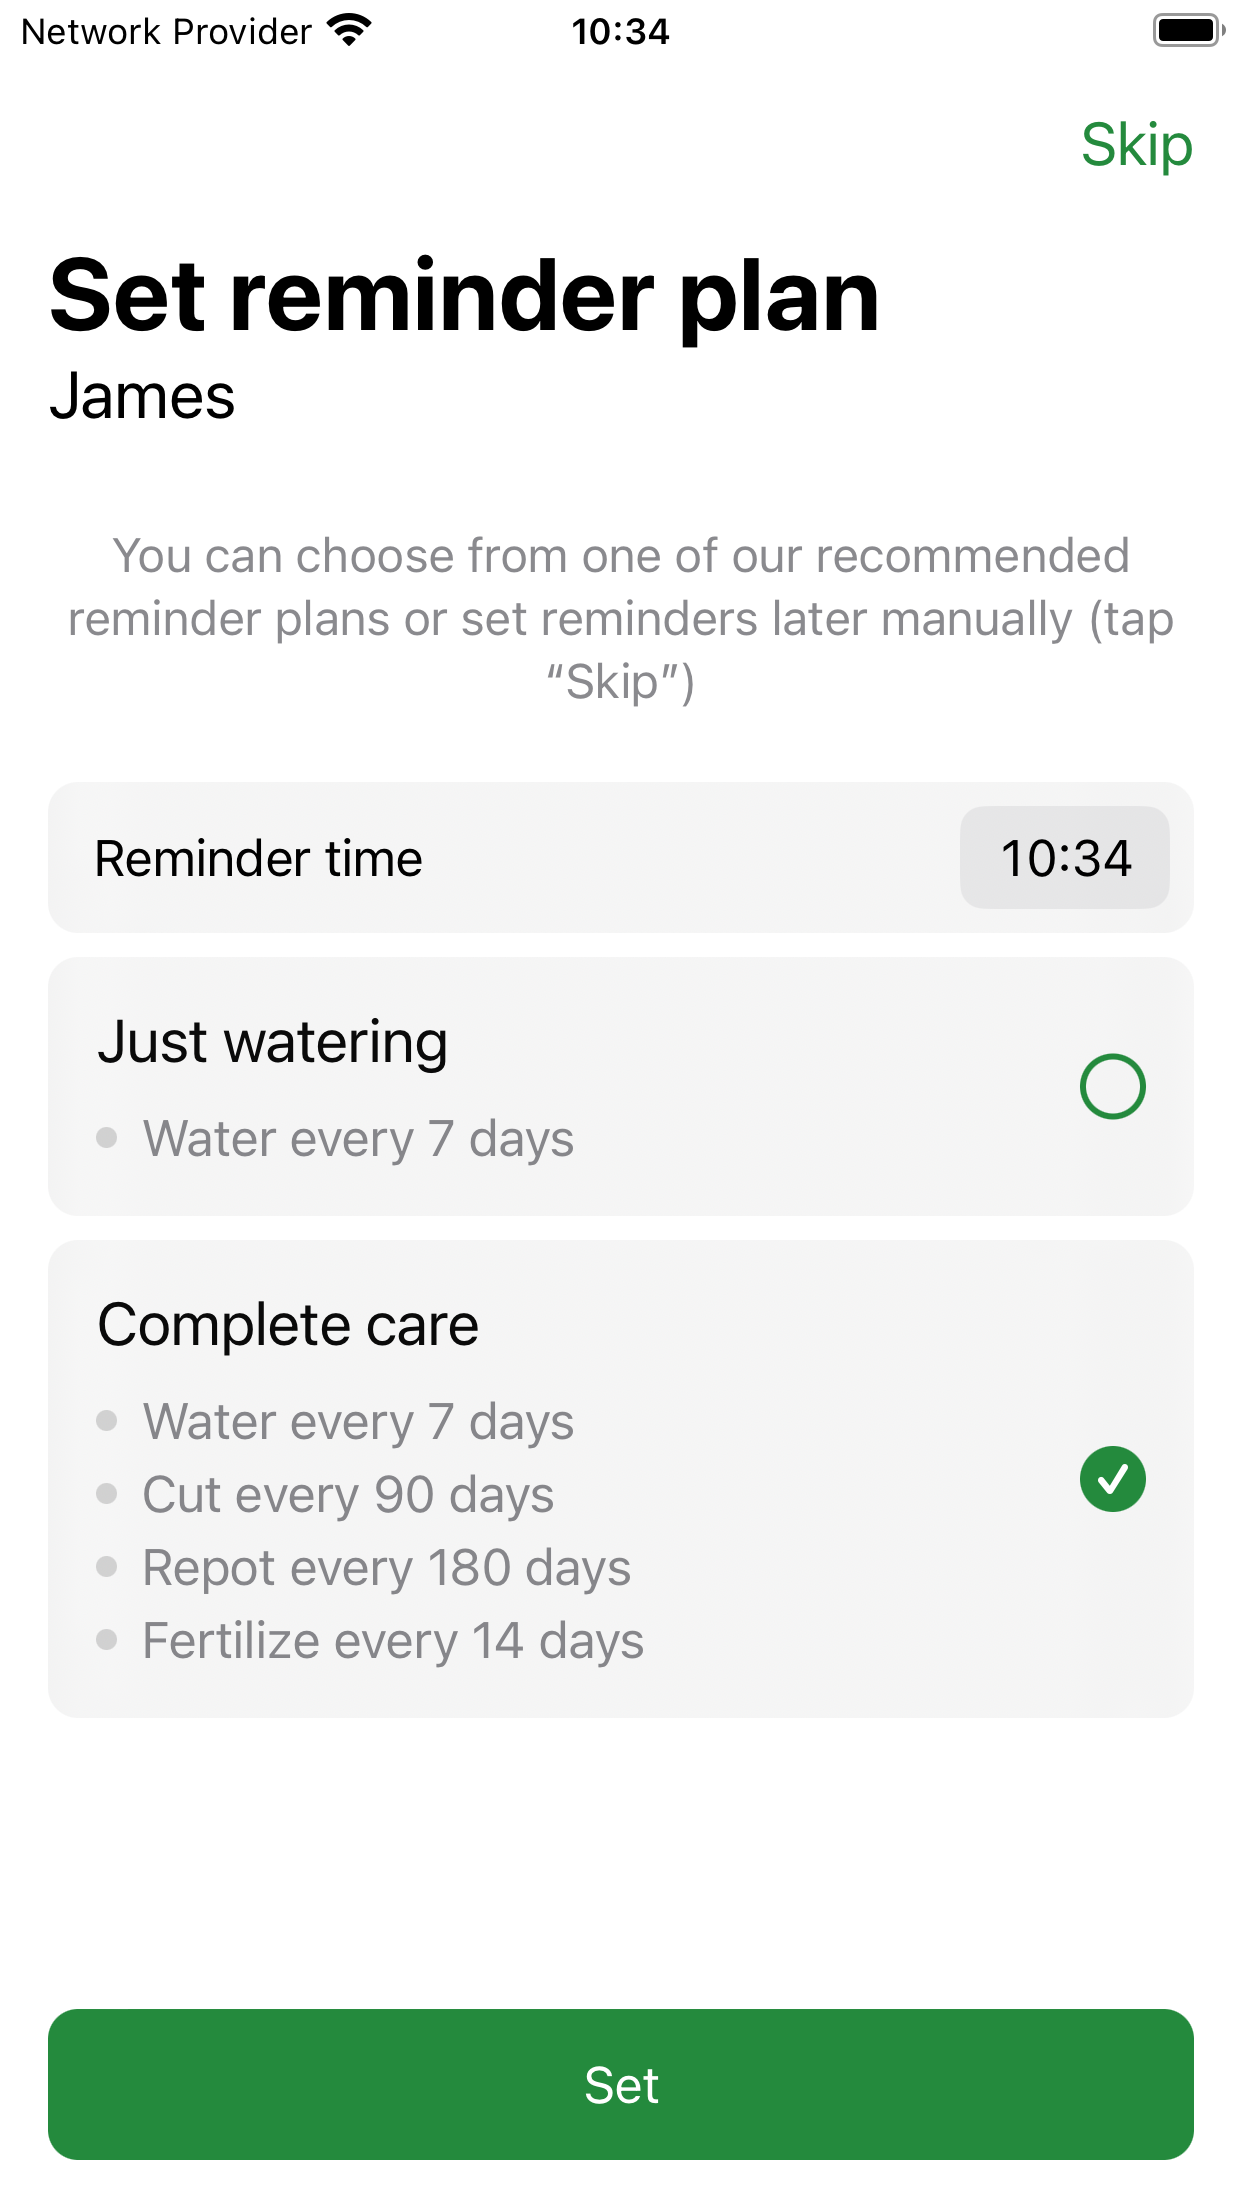 Network Provider 10:34
Skip
Set reminder plan
James
You can choose from one of our recommended
reminder plans or set reminders later manually (tap
“Skip”)
Reminder time 10:34
Just watering
Water every 7 days
Complete care
Water every 7 days
Cut every 90 days
Repot every 180 days
Fertilize every 14 days
Set